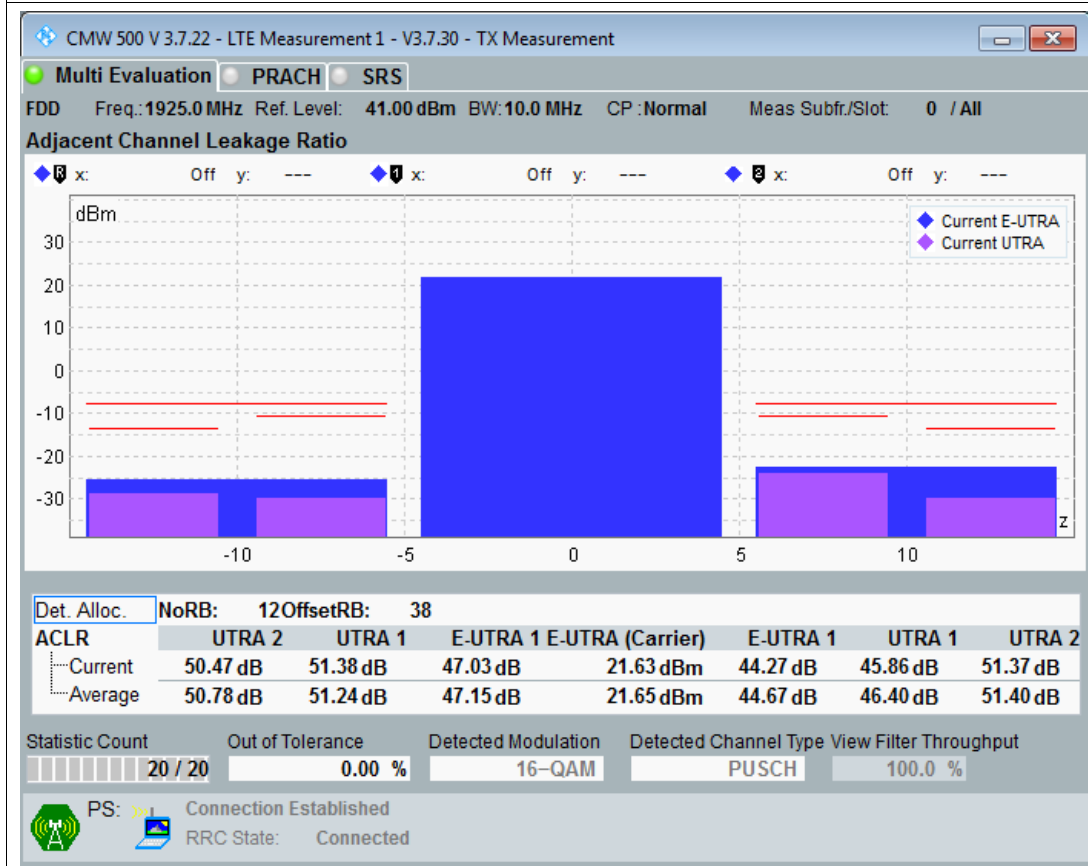 CMW 500 V 3.7.22 - LTE Measurement 1 - V3.7.30 - TX Measurement
Multi Evaluation PRACH SRS
FDD Freq.: 1925.0 MHz Ref. Level: 41.00 dBm BW: 10.0 MHz CP : Normal Meas Subfr./Slot: 0 / All
Adjacent Channel Leakage Ratio
R x: Off y: --- 1 x: Off y: --- 2 x: Off y: ---
dBm
Current E-UTRA
Current UTRA
30
20
10
0
-10
-20
-30
z
-10 -5 0 5 10
Det. Alloc. NoRB: 12 OffsetRB: 38
ACLR UTRA 2 UTRA 1 E-UTRA 1 E-UTRA (Carrier) E-UTRA 1 UTRA 1 UTRA 2
Current 50.47 dB 51.38 dB 47.03 dB 21.63 dBm 44.27 dB 45.86 dB 51.37 dB
Average 50.78 dB 51.24 dB 47.15 dB 21.65 dBm 44.67 dB 46.40 dB 51.40 dB
Statistic Count Out of Tolerance Detected Modulation Detected Channel Type View Filter Throughput
20 / 20 0.00 % 16-QAM PUSCH 100.0 %
PS: Connection Established
RRC State: Connected